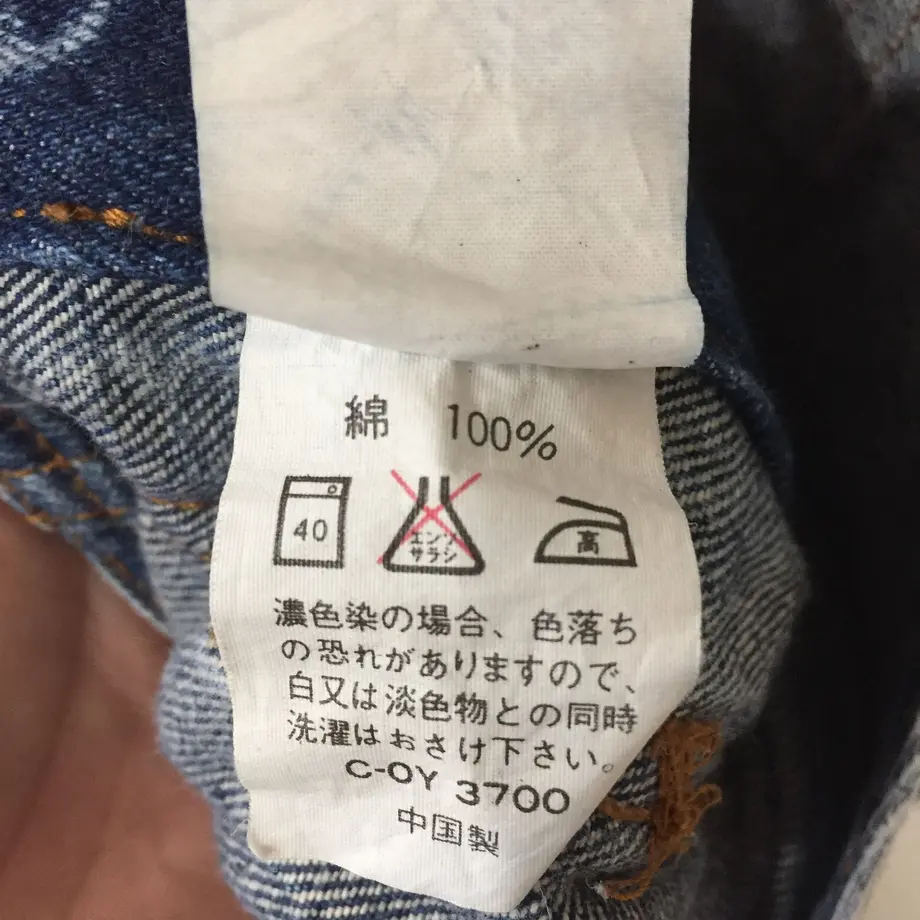 綿 100%
40
エンソ
サラシ
高
濃色染の場合、色落ち
の恐れがありますので、
白又は淡色物との同時
洗濯はおさけ下さい。
C-OY 3700
中国製